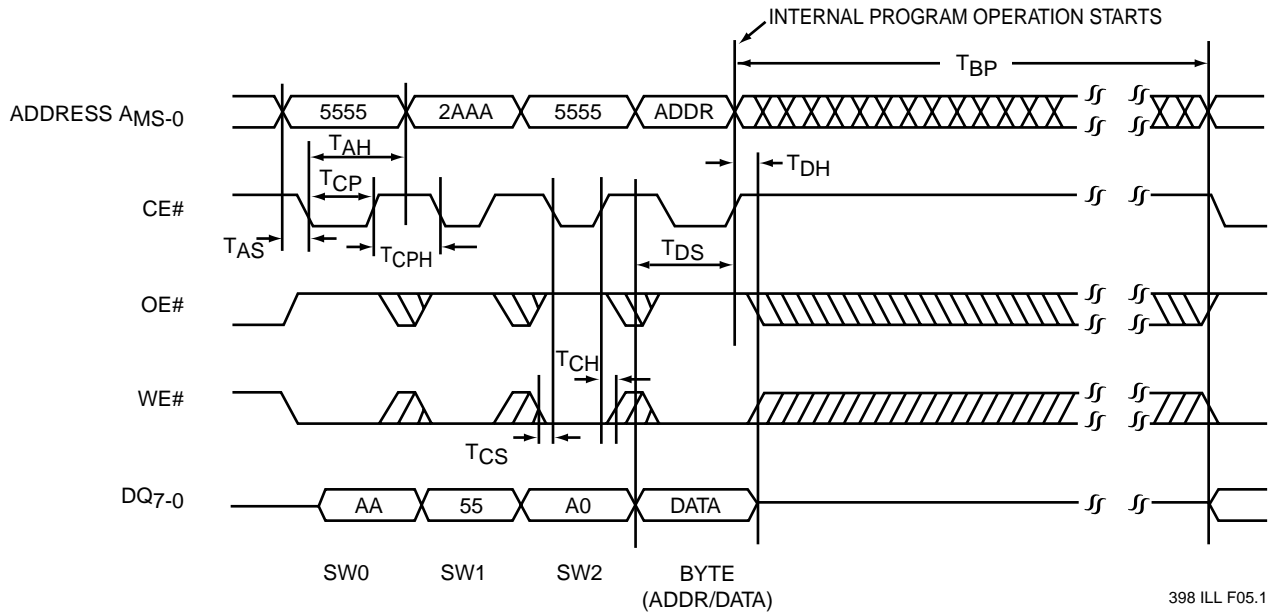 INTERNAL PROGRAM OPERATION STARTS
TBP
ADDRESS AMS-0
5555
2AAA
5555
ADDR
TAH
TDH
TCP
CE#
TAS
TCPH
TDS
OE#
TCH
WE#
TCS
DQ7-0
AA
55
A0
DATA
SW0
SW1
SW2
BYTE
(ADDR/DATA)
398 ILL F05.1